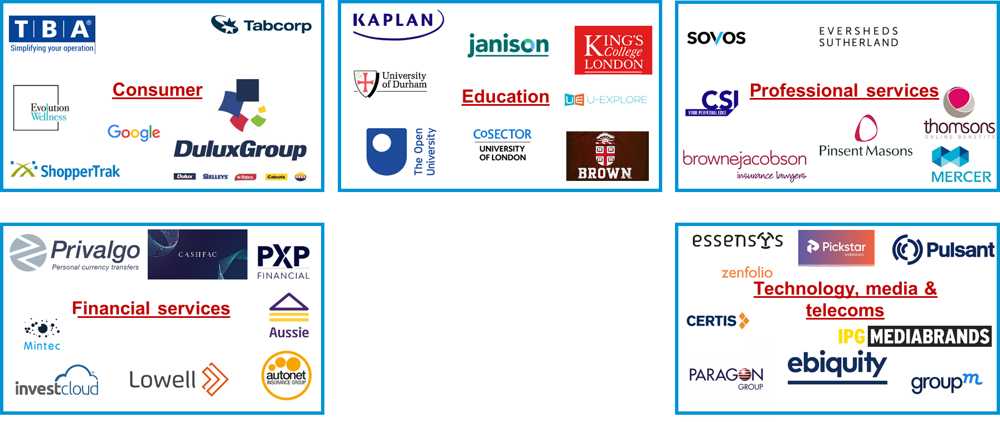 T|B|A®
Simplifying your operation
Tabcorp
Consumer
Evolution
Wellness
Google
DuluxGroup
ShopperTrak
Dulux
SELLEYS
Yates
Cabot's
OPEL
KAPLAN
janison
KING'S
College
LONDON
University
of Durham
Education
UE U-EXPLORE
The Open
University
COSECTOR
UNIVERSITY
OF LONDON
BROWN
SOVOS
EVERSHEDS
SUTHERLAND
Professional services
CSI
YOUR PERPETUAL EDGE
thomsons
ONLINE BENEFITS
Pinsent Masons
brownejacobson
insurance lawyers
MERCER
Privalgo
Personal currency transfers
CASHFAC
PXP
FINANCIAL
Financial services
Aussie
Mintec
investcloud
Lowell
autonet
INSURANCE GROUP
essensys
Pickstar
pickstar.pro
Pulsant
zenfolio
Technology, media &
telecoms
CERTIS
IPG MEDIABRANDS
ebiquity
PARAGON
GROUP
groupm